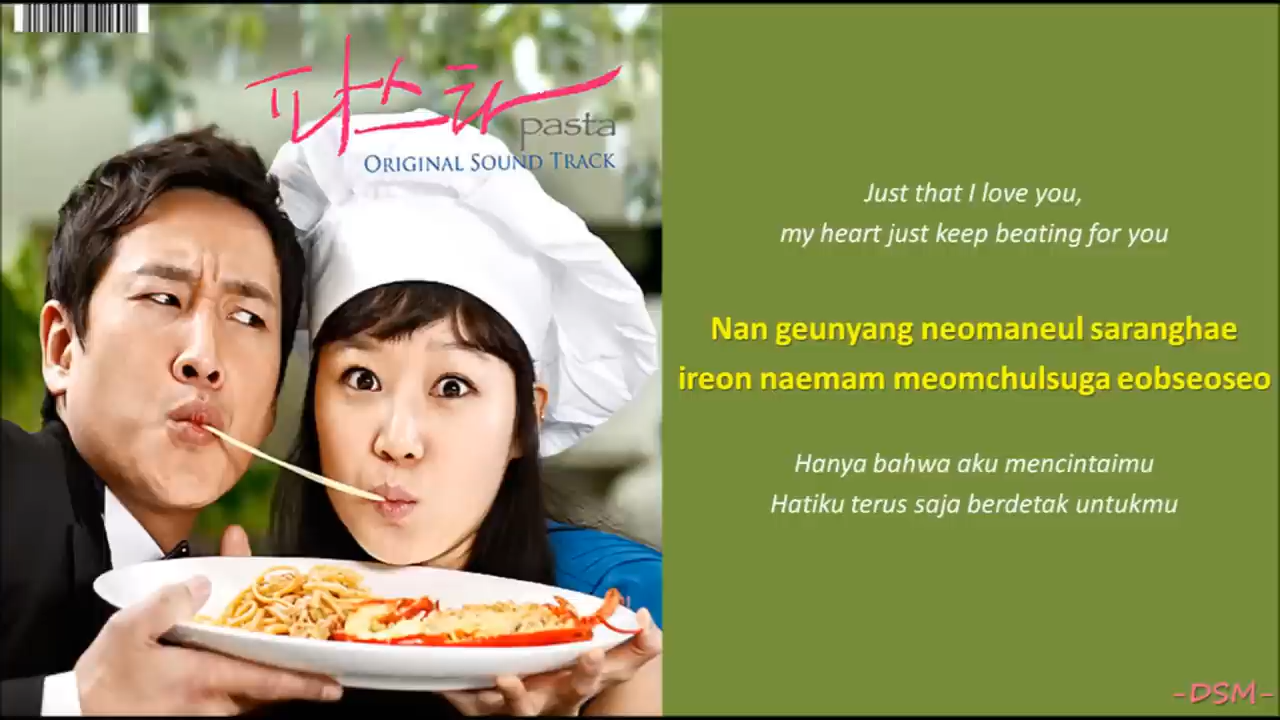 파스타
pasta
ORIGINAL SOUND TRACK
Just that I love you,
my heart just keep beating for you
Nan geunyang neomaneul saranghae
ireon naemam meomchulsuga eobseoseo
Hanya bahwa aku mencintaimu
Hatiku terus saja berdetak untukmu
-DSM-